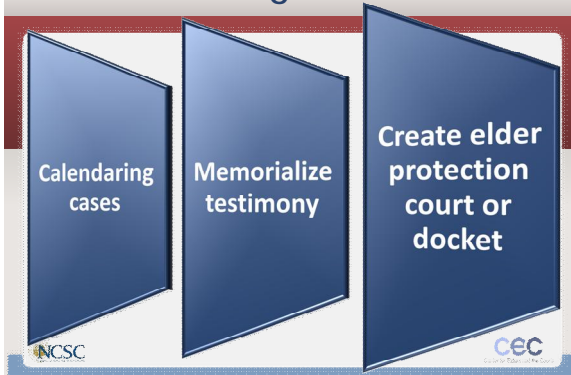 Calendaring
cases
Memorialize
testimony
Create elder
protection
court or
docket
NCSC
CEC